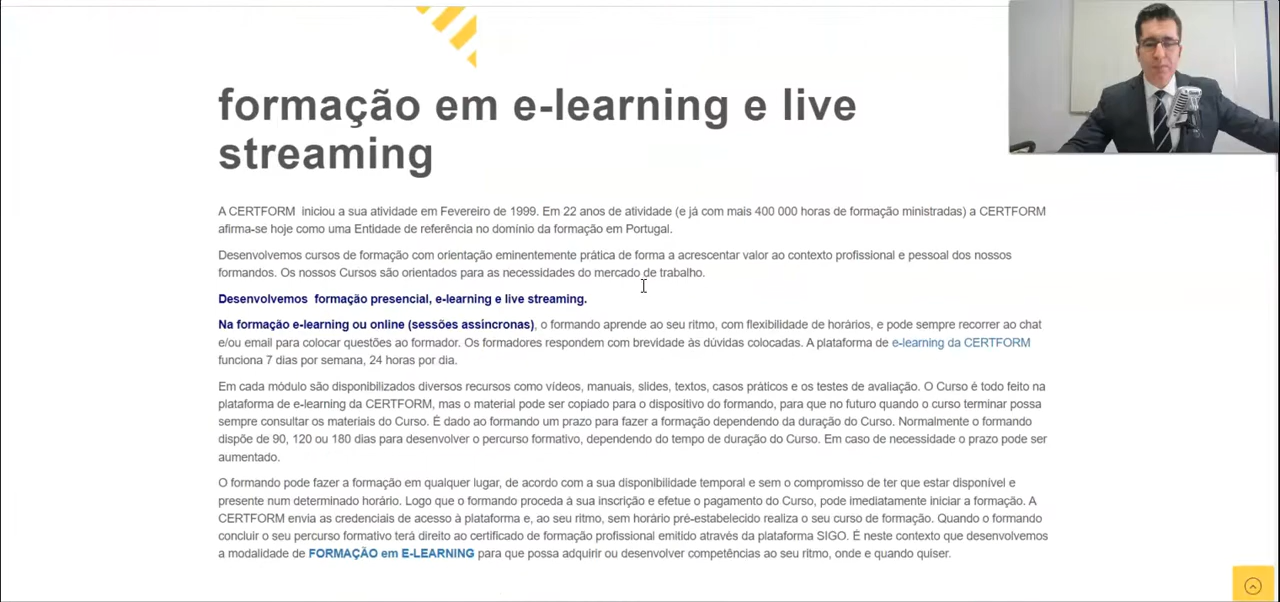 formação em e-learning e live
streaming
A CERTFORM iniciou a sua atividade em Fevereiro de 1999. Em 22 anos de atividade (e já com mais 400 000 horas de formação ministradas) a CERTFORM
afirma-se hoje como uma Entidade de referência no domínio da formação em Portugal.
Desenvolvemos cursos de formação com orientação eminentemente prática de forma a acrescentar valor ao contexto profissional e pessoal dos nossos
formandos. Os nossos Cursos são orientados para as necessidades do mercado de trabalho.
Desenvolvemos formação presencial, e-learning e live streaming.
Na formação e-learning ou online (sessões assíncronas), o formando aprende ao seu ritmo, com flexibilidade de horários, e pode sempre recorrer ao chat
e/ou email para colocar questões ao formador. Os formadores respondem com brevidade às dúvidas colocadas. A plataforma de e-learning da CERTFORM
funciona 7 dias por semana, 24 horas por dia.
Em cada módulo são disponibilizados diversos recursos como vídeos, manuais, slides, textos, casos práticos e os testes de avaliação. O Curso é todo feito na
plataforma de e-learning da CERTFORM, mas o material pode ser copiado para o dispositivo do formando, para que no futuro quando o curso terminar possa
sempre consultar os materiais do Curso. É dado ao formando um prazo para fazer a formação dependendo da duração do Curso. Normalmente o formando
dispõe de 90, 120 ou 180 dias para desenvolver o percurso formativo, dependendo do tempo de duração do Curso. Em caso de necessidade o prazo pode ser
aumentado.
O formando pode fazer a formação em qualquer lugar, de acordo com a sua disponibilidade temporal e sem o compromisso de ter que estar disponível e
presente num determinado horário. Logo que o formando proceda à sua inscrição e efetue o pagamento do Curso, pode imediatamente iniciar a formação. A
CERTFORM envia as credenciais de acesso à plataforma e, ao seu ritmo, sem horário pré-estabelecido realiza o seu curso de formação. Quando o formando
concluir o seu percurso formativo terá direito ao certificado de formação profissional emitido através da plataforma SIGO. É neste contexto que desenvolvemos
a modalidade de FORMAÇÃO em E-LEARNING para que possa adquirir ou desenvolver competências ao seu ritmo, onde e quando quiser.